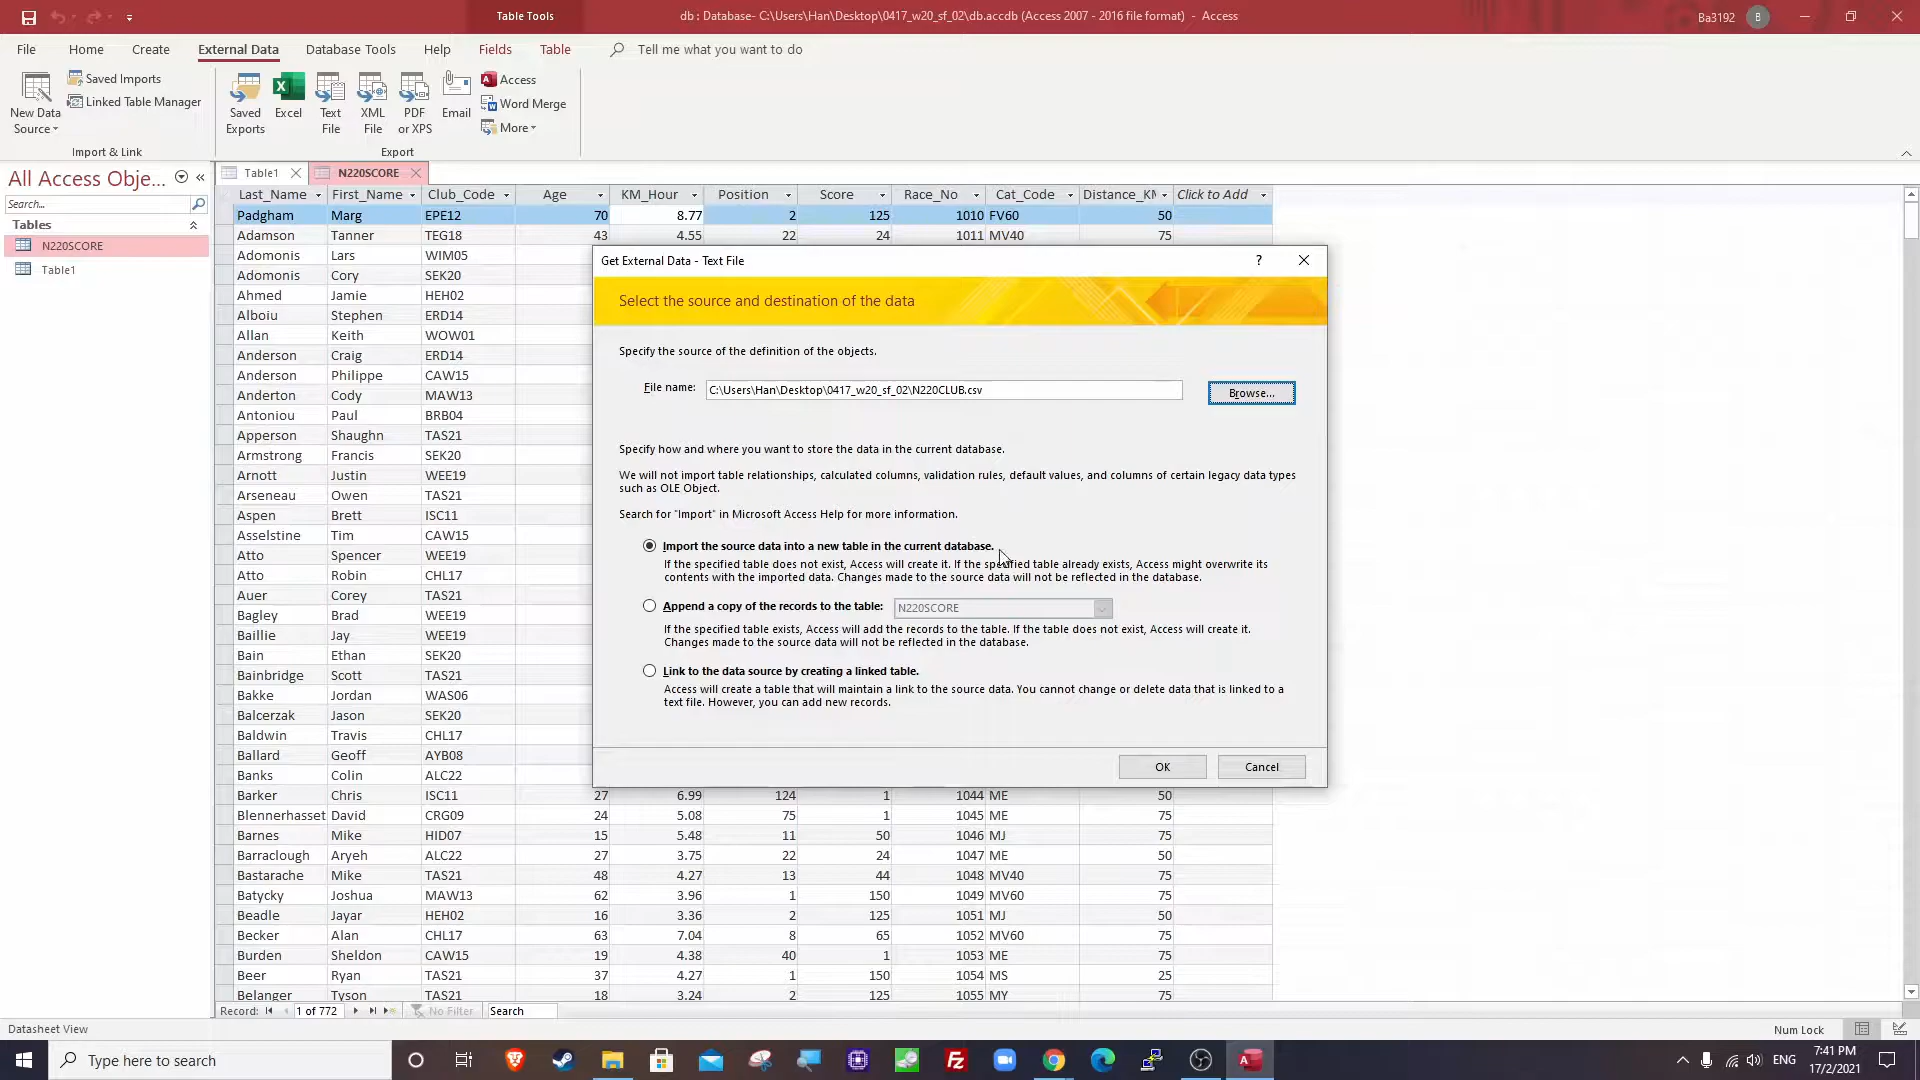 Table Tools
db : Database- C:\Users\Han\Desktop\0417_w20_sf_02\db.accdb (Access 2007 - 2016 file format) - Access
Ba3192
B
File Home Create External Data Database Tools Help Fields Table Tell me what you want to do
New Data Source
Saved Imports
Linked Table Manager
Import & Link
Saved Exports
Excel
Text File
XML File
PDF or XPS
Email
Access
Word Merge
More
Export
All Access Obje...
Search...
Tables
N220SCORE
Table1
Table1 N220SCORE
Last_Name First_Name Club_Code Age KM_Hour Position Score Race_No Cat_Code Distance_KM Click to Add
Padgham Marg EPE12 70 8.77 2 125 1010 FV60 50
Adamson Tanner TEG18 43 4.55 22 24 1011 MV40 75
Adomonis Lars WIM05
Adomonis Cory SEK20
Ahmed Jamie HEH02
Alboiu Stephen ERD14
Allan Keith WOW01
Anderson Craig ERD14
Anderson Philippe CAW15
Anderton Cody MAW13
Antoniou Paul BRB04
Apperson Shaughn TAS21
Armstrong Francis SEK20
Arnott Justin WEE19
Arseneau Owen TAS21
Aspen Brett ISC11
Asselstine Tim CAW15
Atto Spencer WEE19
Atto Robin CHL17
Auer Corey TAS21
Bagley Brad WEE19
Baillie Jay WEE19
Bain Ethan SEK20
Bainbridge Scott TAS21
Bakke Jordan WAS06
Balcerzak Jason SEK20
Baldwin Travis CHL17
Ballard Geoff AYB08
Banks Colin ALC22
Barker Chris ISC11 27 6.99 124 1 1044 ME 50
Blennerhasset David CRG09 24 5.08 75 1 1045 ME 75
Barnes Mike HID07 15 5.48 11 50 1046 MJ 75
Barraclough Aryeh ALC22 27 3.75 22 24 1047 ME 50
Bastarache Mike TAS21 48 4.27 13 44 1048 MV40 75
Batycky Joshua MAW13 62 3.96 1 150 1049 MV60 75
Beadle Jayar HEH02 16 3.36 2 125 1051 MJ 50
Becker Alan CHL17 63 7.04 8 65 1052 MV60 75
Burden Sheldon CAW15 19 4.38 40 1 1053 ME 75
Beer Ryan TAS21 37 4.27 1 150 1054 MS 25
Belanger Tyson TAS21 18 3.24 2 125 1055 MY 75
Get External Data - Text File
?
Select the source and destination of the data
Specify the source of the definition of the objects.
File name: C:\Users\Han\Desktop\0417_w20_sf_02\N220CLUB.csv Browse...
Specify how and where you want to store the data in the current database.
We will not import table relationships, calculated columns, validation rules, default values, and columns of certain legacy data types
such as OLE Object.
Search for "Import" in Microsoft Access Help for more information.
Import the source data into a new table in the current database.
If the specified table does not exist, Access will create it. If the specified table already exists, Access might overwrite its
contents with the imported data. Changes made to the source data will not be reflected in the database.
Append a copy of the records to the table: N220SCORE
If the specified table exists, Access will add the records to the table. If the table does not exist, Access will create it.
Changes made to the source data will not be reflected in the database.
Link to the data source by creating a linked table.
Access will create a table that will maintain a link to the source data. You cannot change or delete data that is linked to a
text file. However, you can add new records.
OK Cancel
Record: 1 of 772 No Filter Search
Datasheet View
Num Lock
Type here to search
ENG
7:41 PM
17/2/2021